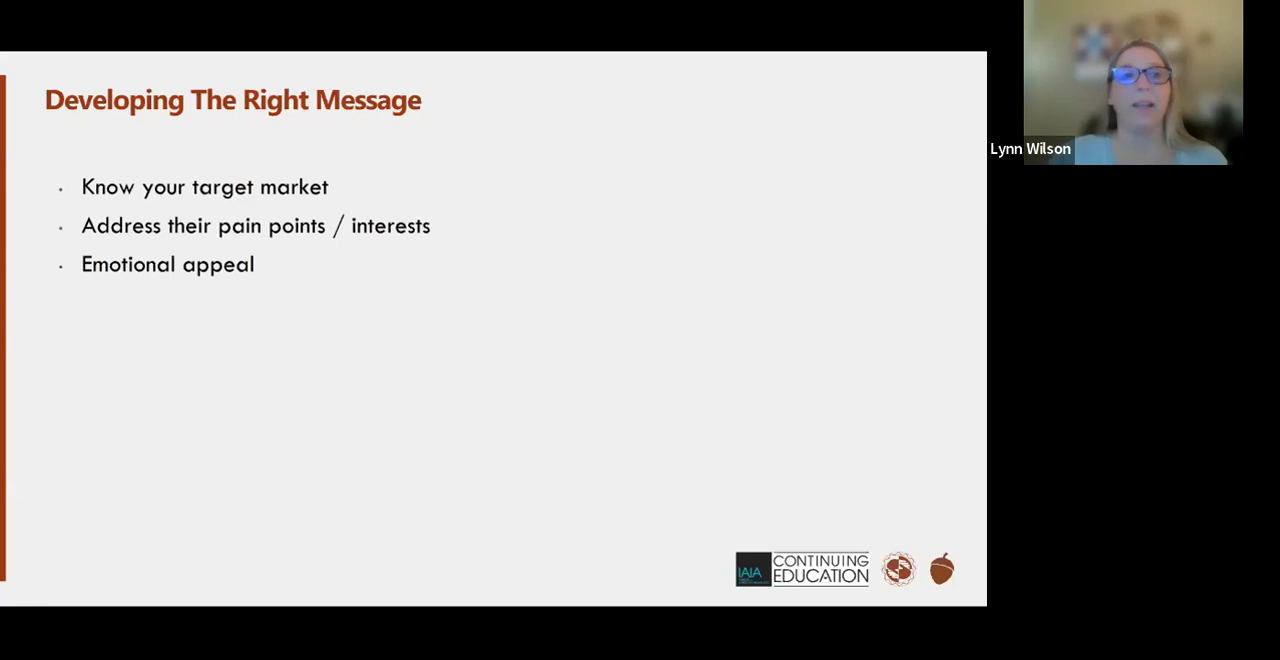 Developing The Right Message
· Know your target market
· Address their pain points / interests
· Emotional appeal
Lynn Wilson
IAIA
CONTINUING
EDUCATION